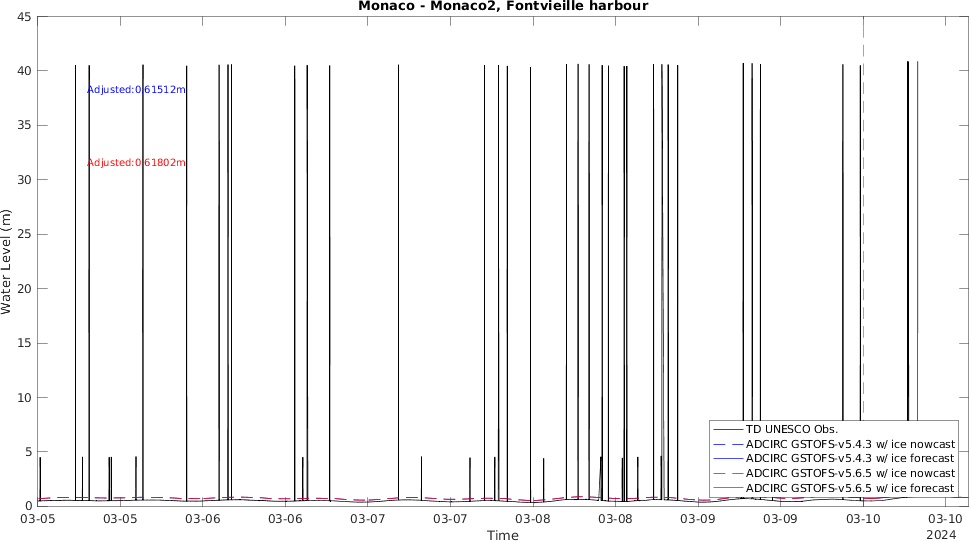 Monaco - Monaco2, Fontvieille harbour
45
40
35
30
25
20
15
10
5
0
Water Level (m)
Adjusted:0.61512m
Adjusted:0.61802m
TD UNESCO Obs.
ADCIRC GSTOFS-v5.4.3 w/ ice nowcast
ADCIRC GSTOFS-v5.4.3 w/ ice forecast
ADCIRC GSTOFS-v5.6.5 w/ ice nowcast
ADCIRC GSTOFS-v5.6.5 w/ ice forecast
03-05 03-05 03-06 03-06 03-07 03-07 03-08 03-08 03-09 03-09 03-10 03-10
Time
2024